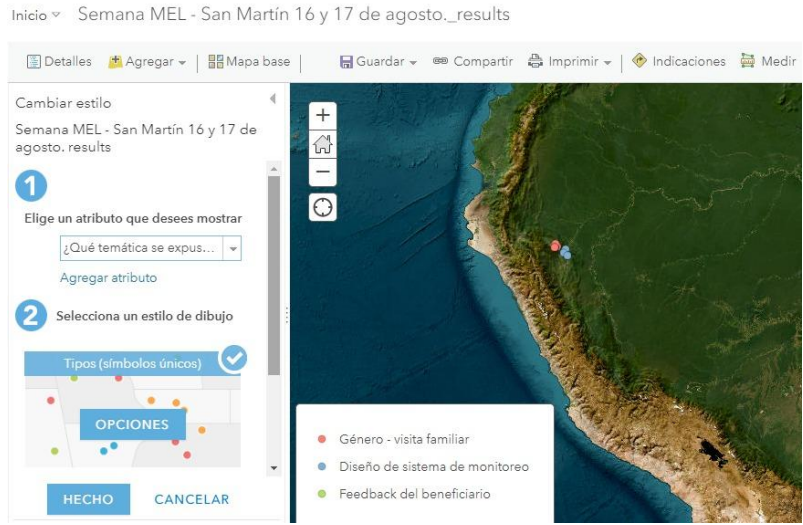 Inicio Semana MEL - San Martín 16 y 17 de agosto._results
Detalles Agregar Mapa base Guardar Compartir Imprimir Indicaciones Medir
Cambiar estilo
Semana MEL - San Martín 16 y 17 de
agosto. results
1
Elige un atributo que desees mostrar
¿Qué temática se expus...
Agregar atributo
2 Selecciona un estilo de dibujo
Tipos (símbolos únicos)
OPCIONES
HECHO CANCELAR
+
−
Género - visita familiar
Diseño de sistema de monitoreo
Feedback del beneficiario